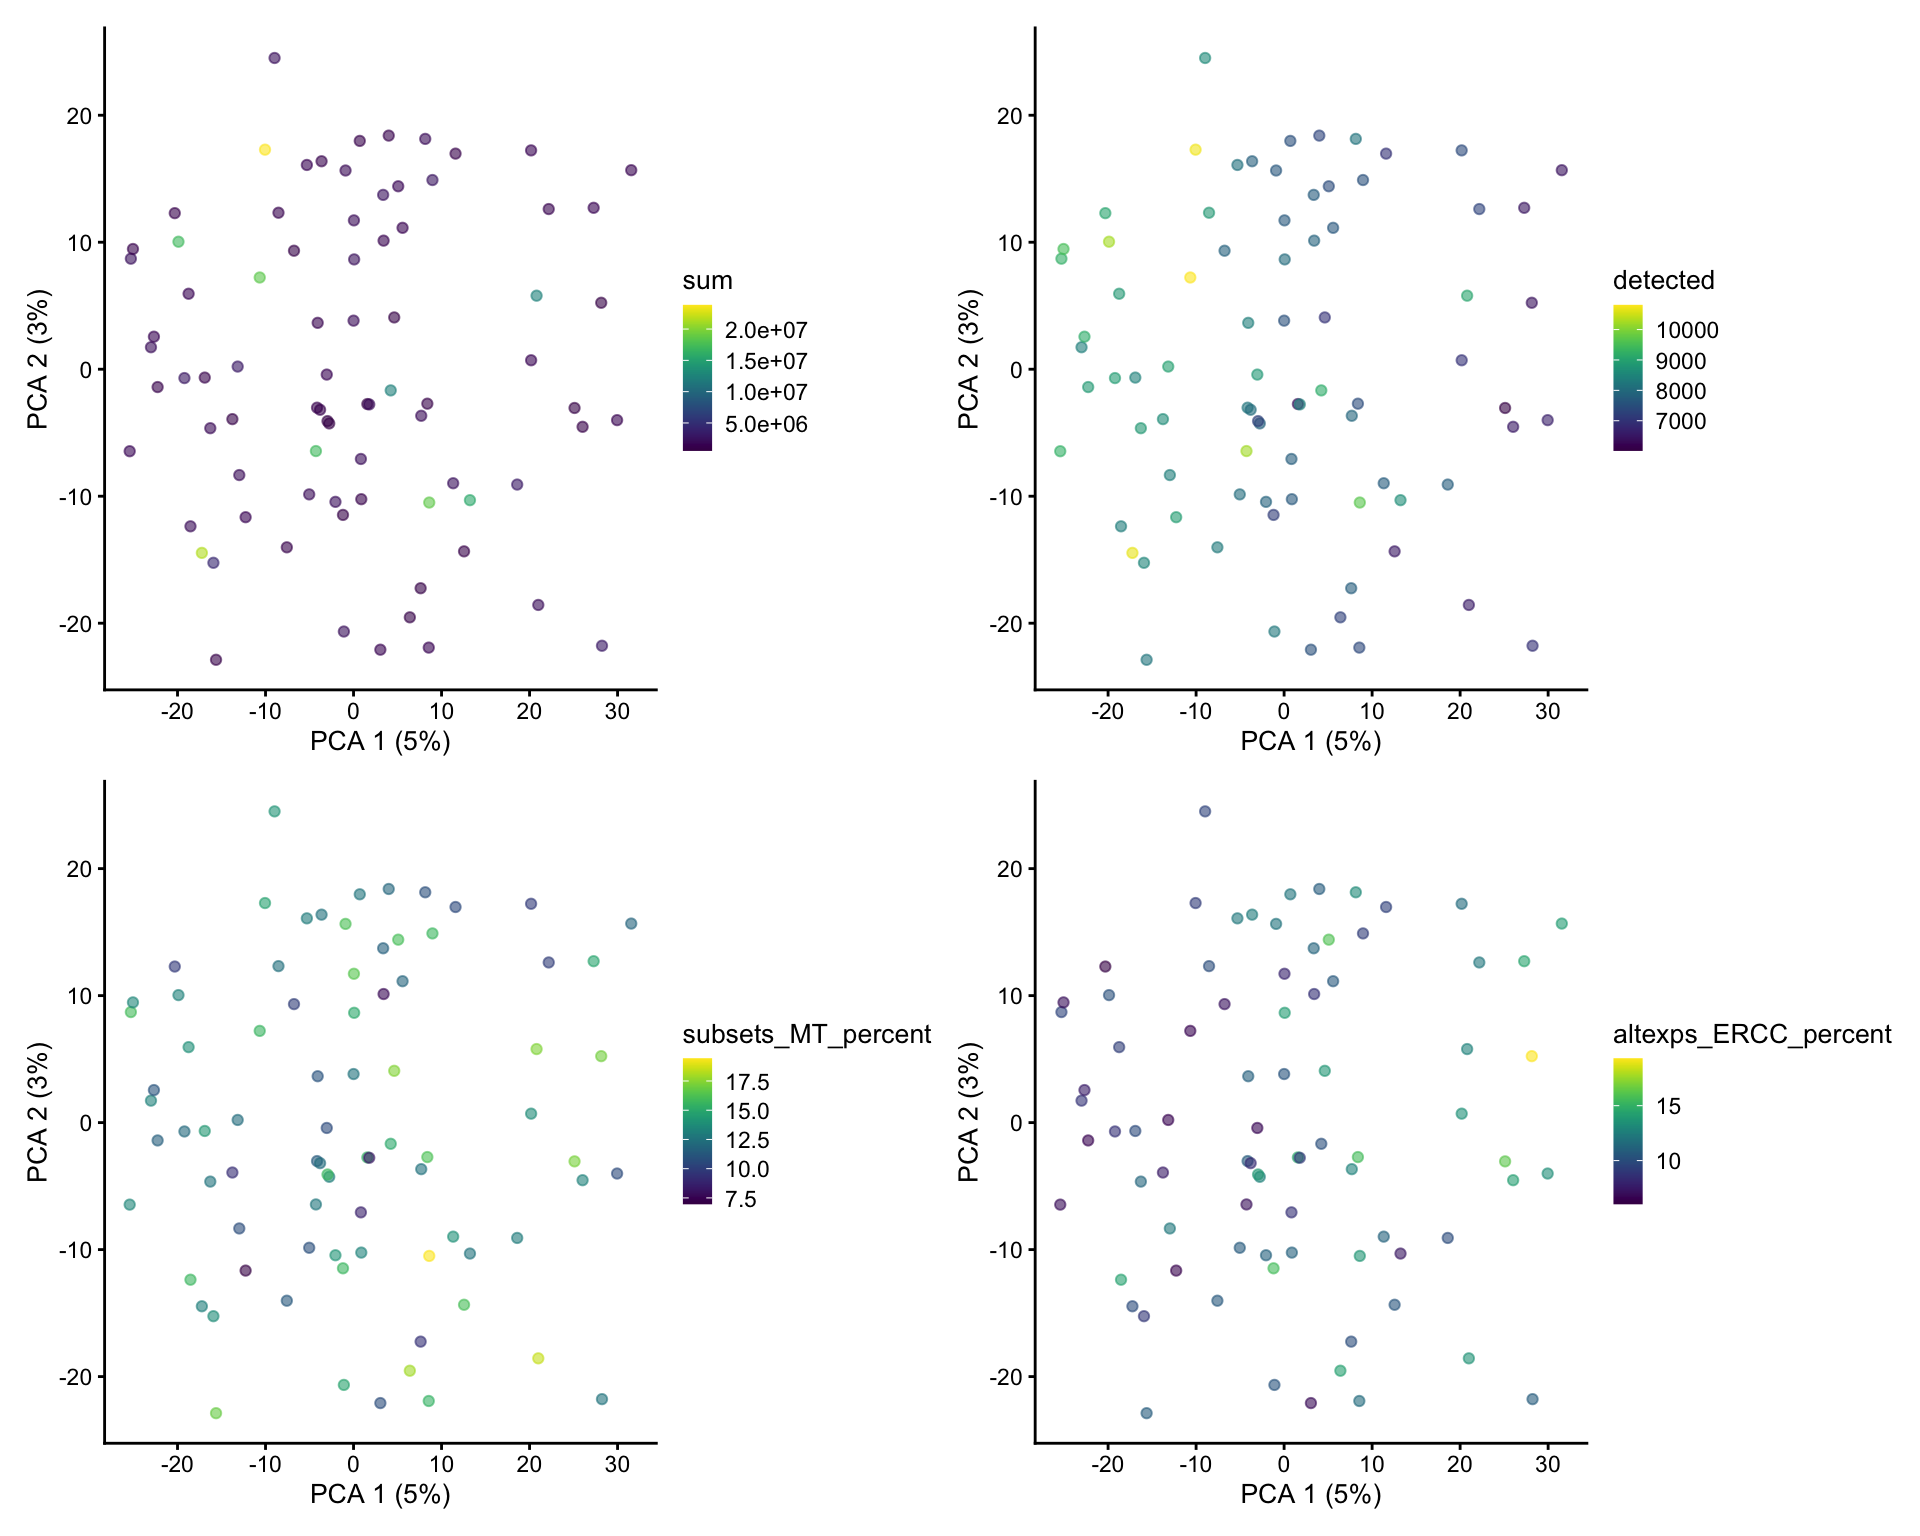 20
10
0
-10
-20
PCA 2 (3%)
-20 -10 0 10 20 30
PCA 1 (5%)
sum
2.0e+07
1.5e+07
1.0e+07
5.0e+06
20
10
0
-10
-20
PCA 2 (3%)
-20 -10 0 10 20 30
PCA 1 (5%)
detected
10000
9000
8000
7000
20
10
0
-10
-20
PCA 2 (3%)
-20 -10 0 10 20 30
PCA 1 (5%)
subsets_MT_percent
17.5
15.0
12.5
10.0
7.5
20
10
0
-10
-20
PCA 2 (3%)
-20 -10 0 10 20 30
PCA 1 (5%)
altexps_ERCC_percent
15
10